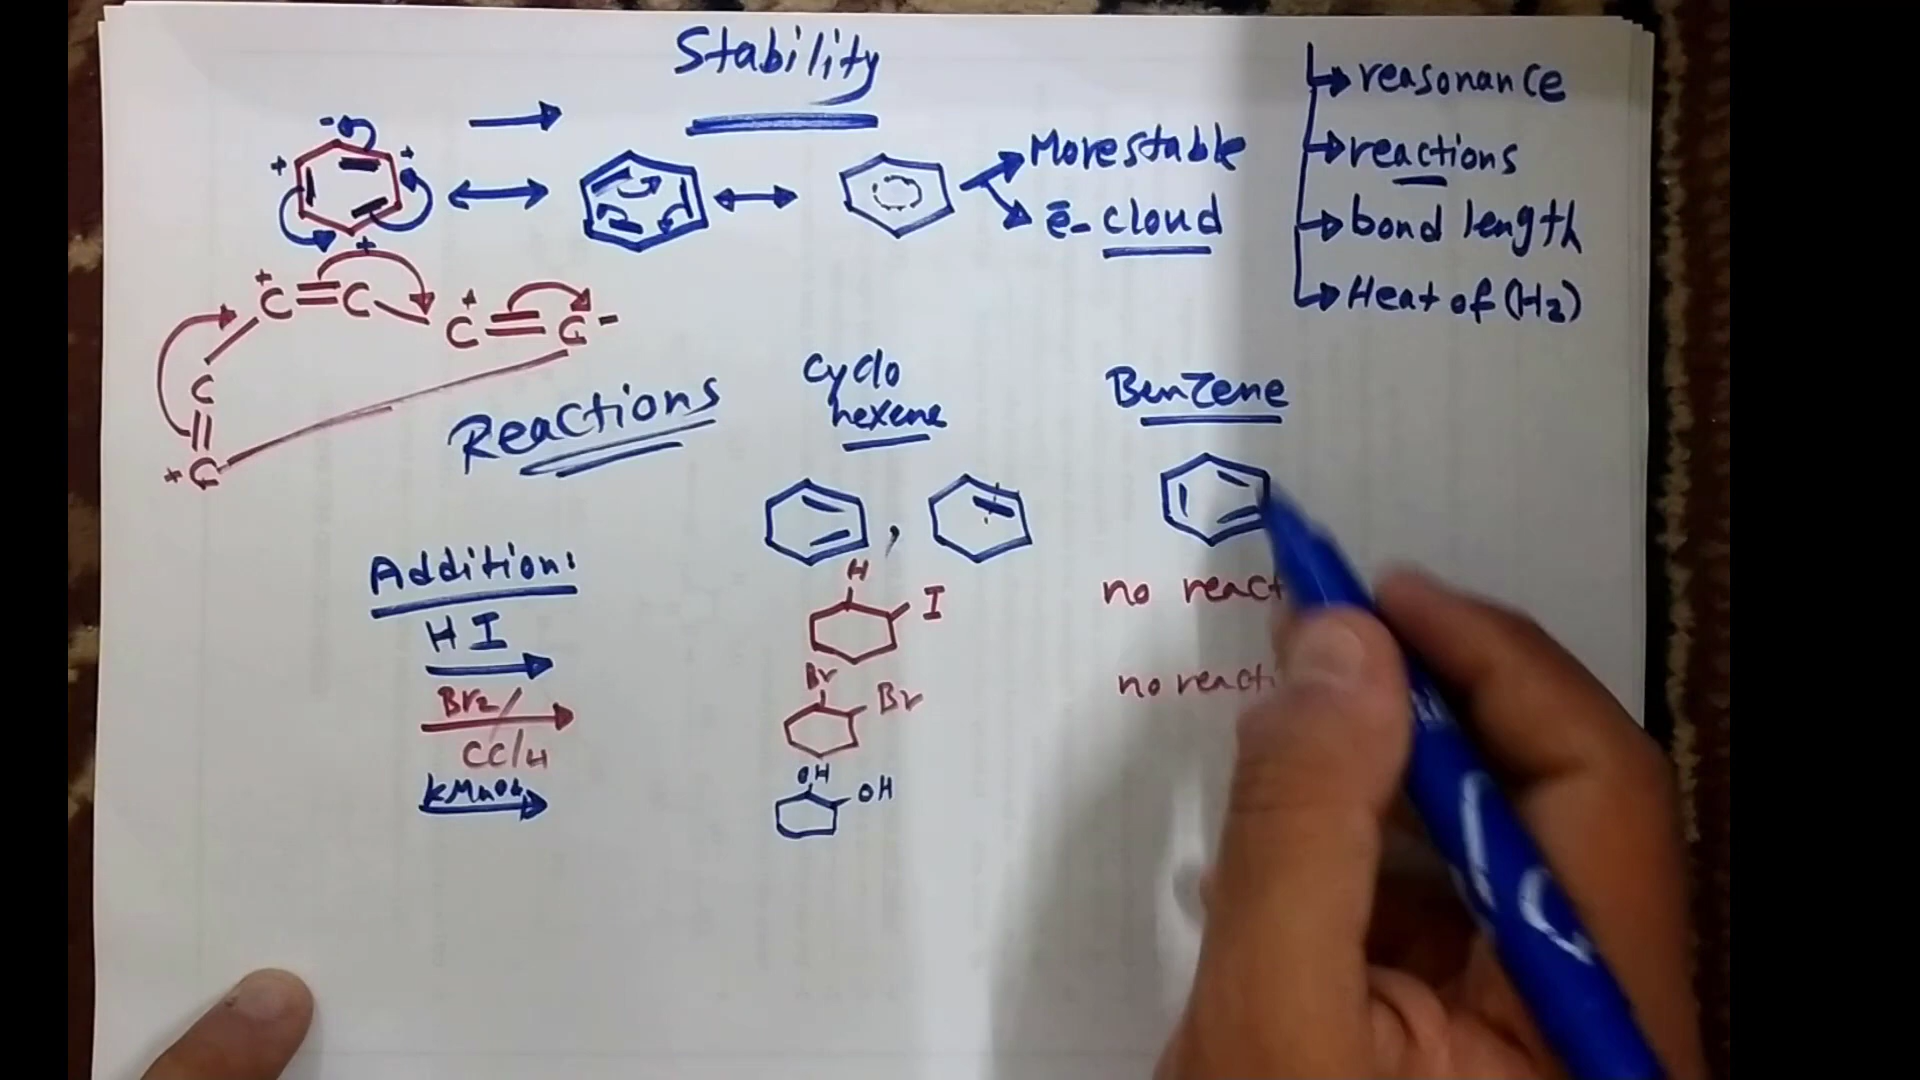 Stability
More stable
ē- cloud
reasonance
reactions
bond length
Heat of (H2)
+ - + +
+
C = C
+
C = C -
C
+ C
Reactions
Cyclo
hexene
Benzene
,
Addition:
HI
H
I
no react
Br2/
CCl4
Br
Br
no reacti
KMnO4
OH
OH